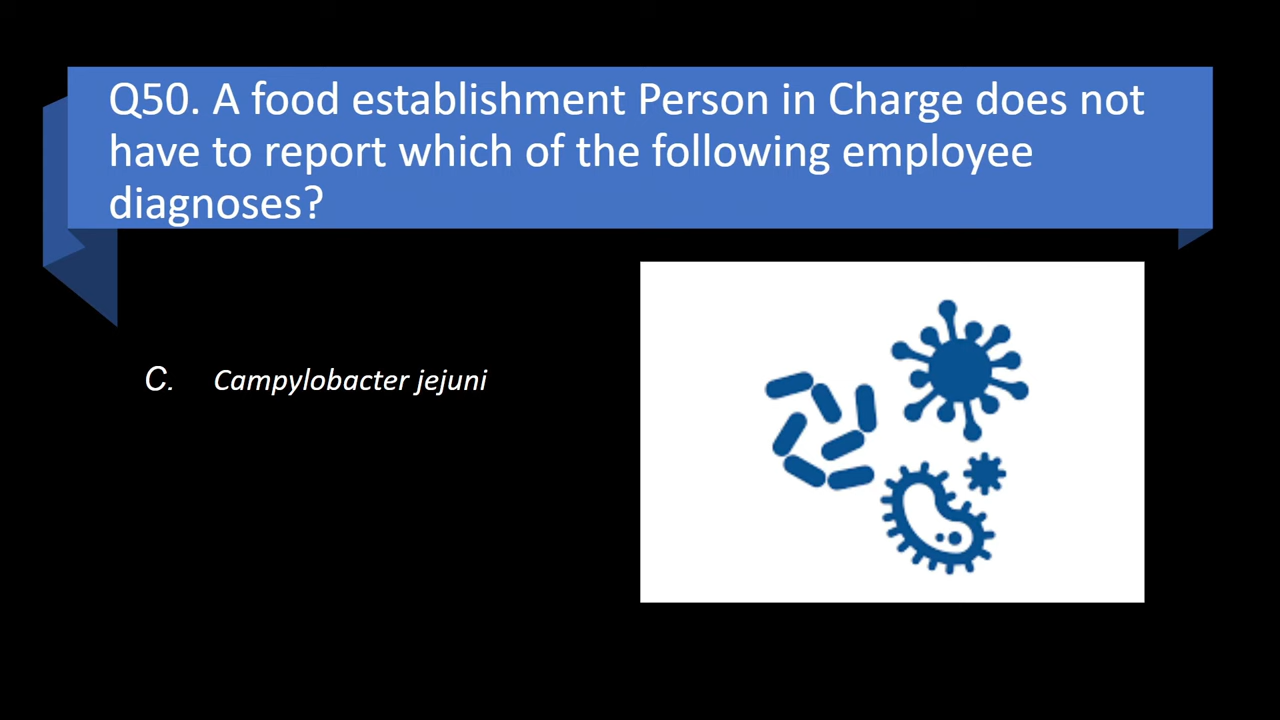 Q50. A food establishment Person in Charge does not
have to report which of the following employee
diagnoses?
C. Campylobacter jejuni